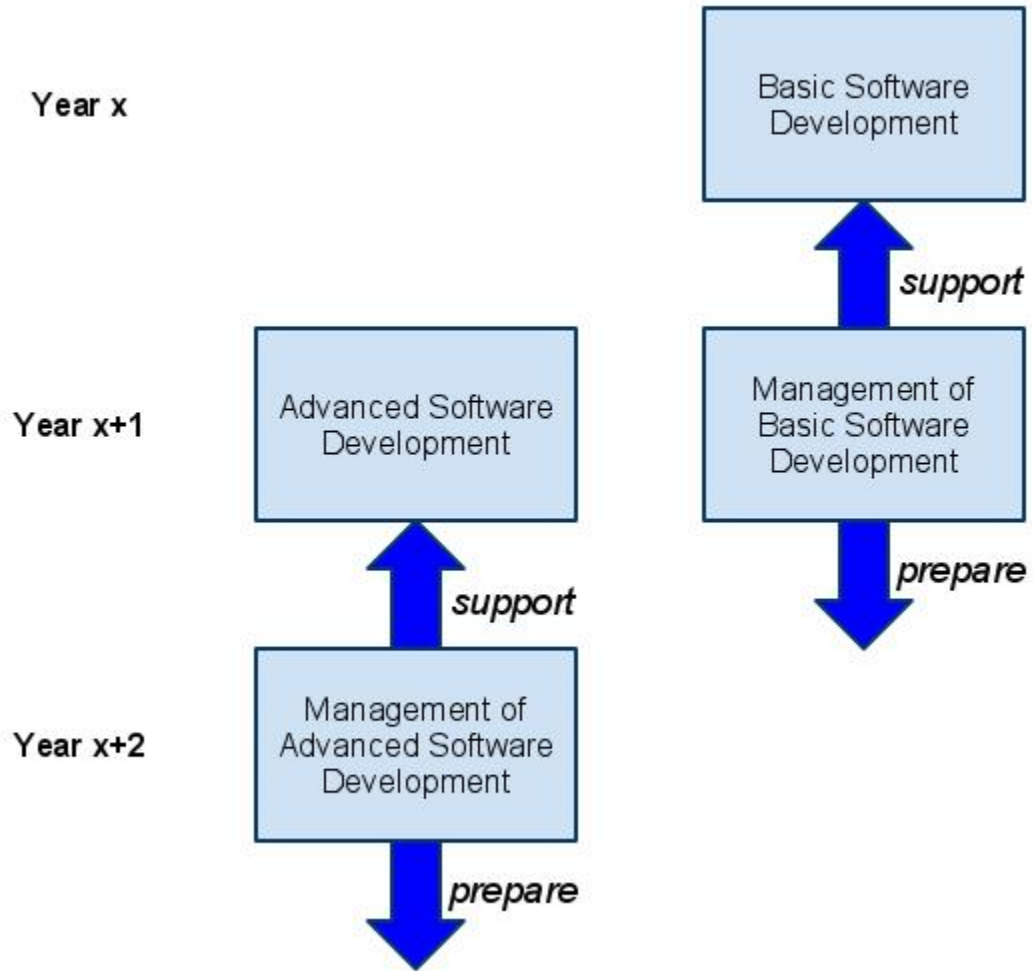 Year x
Basic Software
Development
support
Year x+1
Advanced Software
Development
Management of
Basic Software
Development
support
prepare
Year x+2
Management of
Advanced Software
Development
prepare